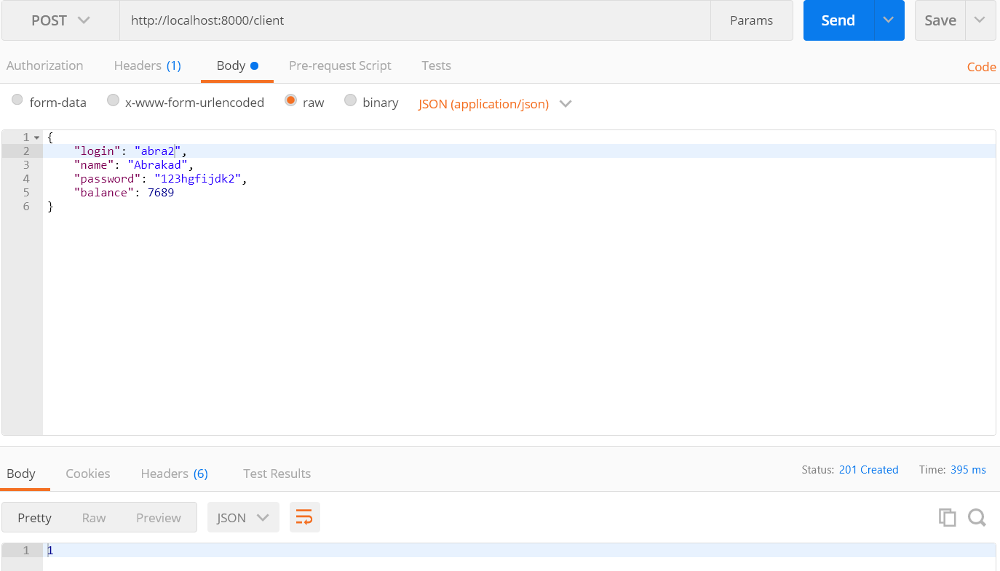 POST http://localhost:8000/client Params Send Save
Authorization Headers (1) Body Pre-request Script Tests Code
form-data x-www-form-urlencoded raw binary JSON (application/json)
1 {
2 "login": "abra2",
3 "name": "Abrakad",
4 "password": "123hgfijdk2",
5 "balance": 7689
6 }
Body Cookies Headers (6) Test Results Status: 201 Created Time: 395 ms
Pretty Raw Preview JSON
1 1